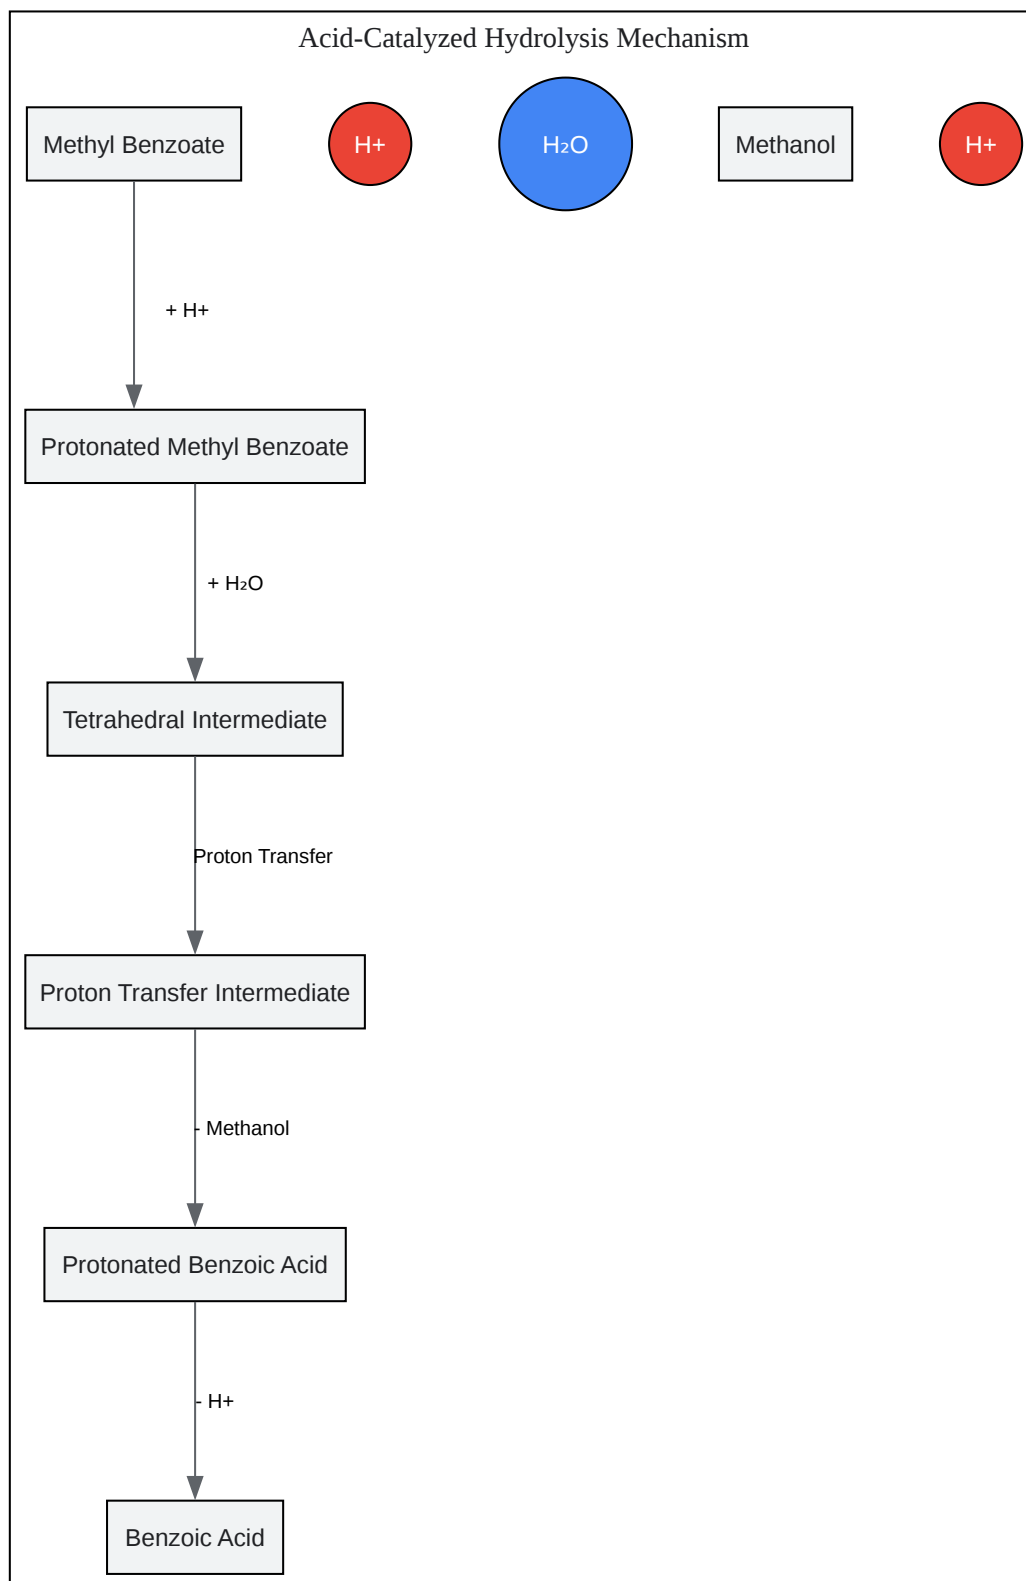 Acid-Catalyzed Hydrolysis Mechanism
Methyl Benzoate
H+
H₂O
Methanol
H+
+ H+
Protonated Methyl Benzoate
+ H₂O
Tetrahedral Intermediate
Proton Transfer
Proton Transfer Intermediate
- Methanol
Protonated Benzoic Acid
- H+
Benzoic Acid